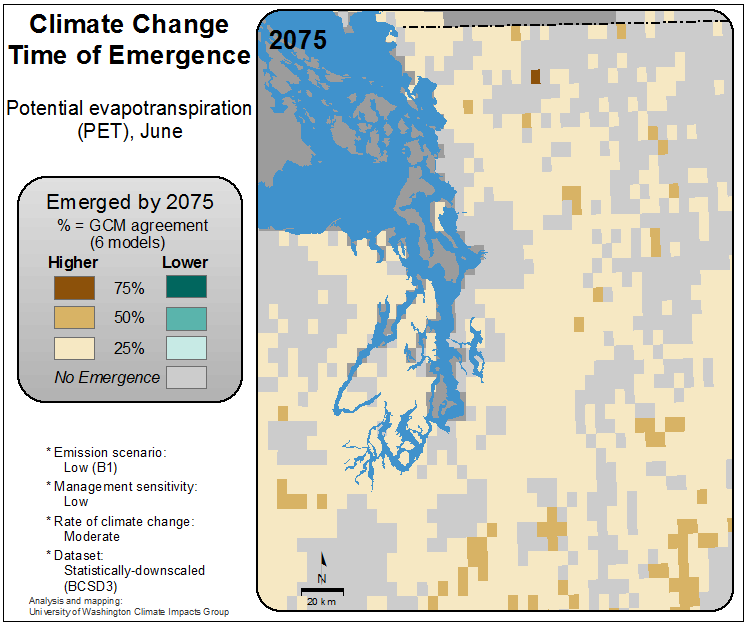 Climate Change
Time of Emergence
Potential evapotranspiration
(PET), June
Emerged by 2075
% = GCM agreement
(6 models)
Higher Lower
75%
50%
25%
No Emergence
* Emission scenario:
Low (B1)
* Management sensitivity:
Low
* Rate of climate change:
Moderate
* Dataset:
Statistically-downscaled
(BCSD3)
Analysis and mapping:
University of Washington Climate Impacts Group
2075
N
20 km